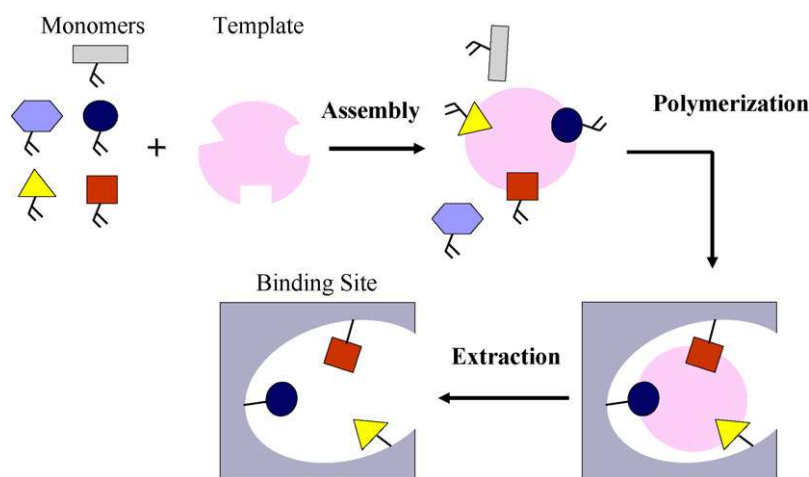 Monomers
Template
+
Assembly
Polymerization
Binding Site
Extraction